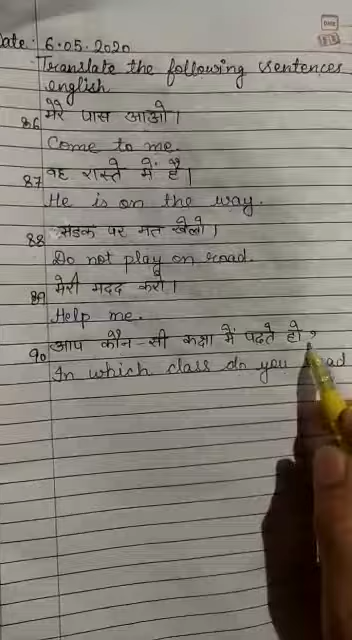 Date: 6.05.2020
Translate the following sentences
english
86 मेरे पास आओ।
Come to me.
87 वह रास्ते में है।
He is on the way.
88 सड़क पर मत खेलो।
Do not play on road.
89 मेरी मदद करो।
Help me.
90 आप कौन-सी कक्षा में पढ़ते हो?
In which class do you read